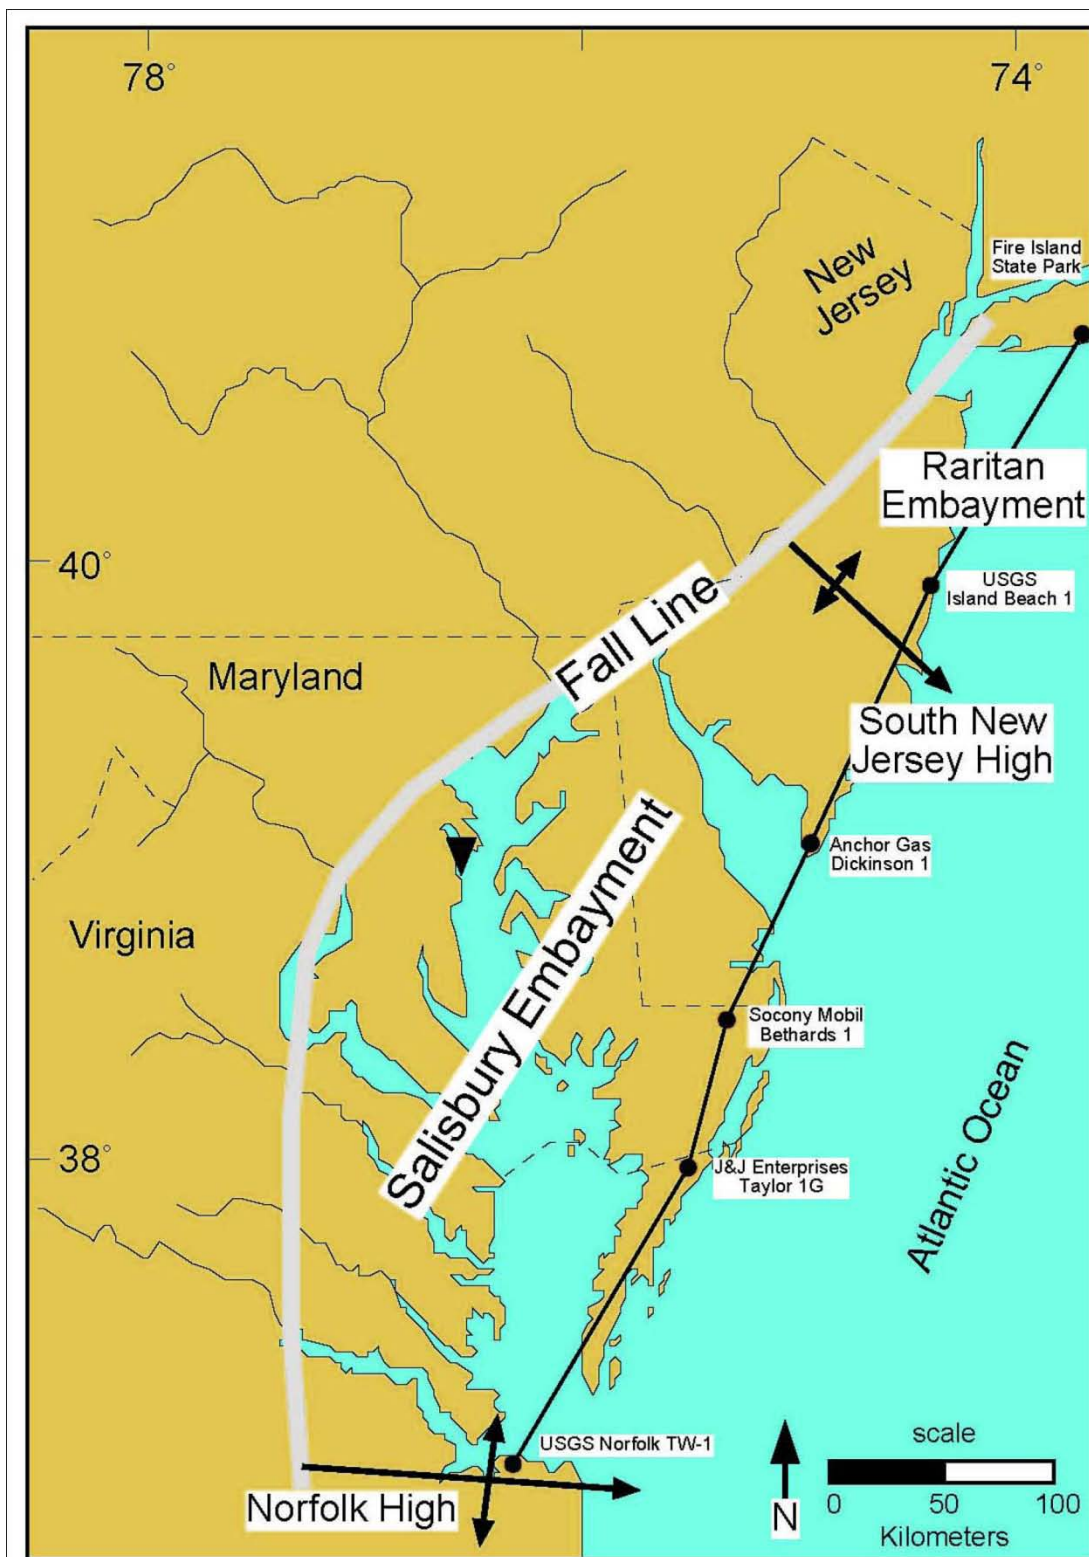 78°
74°
Fire Island
State Park
New
Jersey
Raritan
Embayment
40°
USGS
Island Beach 1
Fall Line
Maryland
South New
Jersey High
Anchor Gas
Dickinson 1
Salisbury Embayment
Virginia
Socony Mobil
Bethards 1
Atlantic Ocean
38°
J&J Enterprises
Taylor 1G
USGS Norfolk TW-1
scale
Norfolk High
N
0 50 100
Kilometers